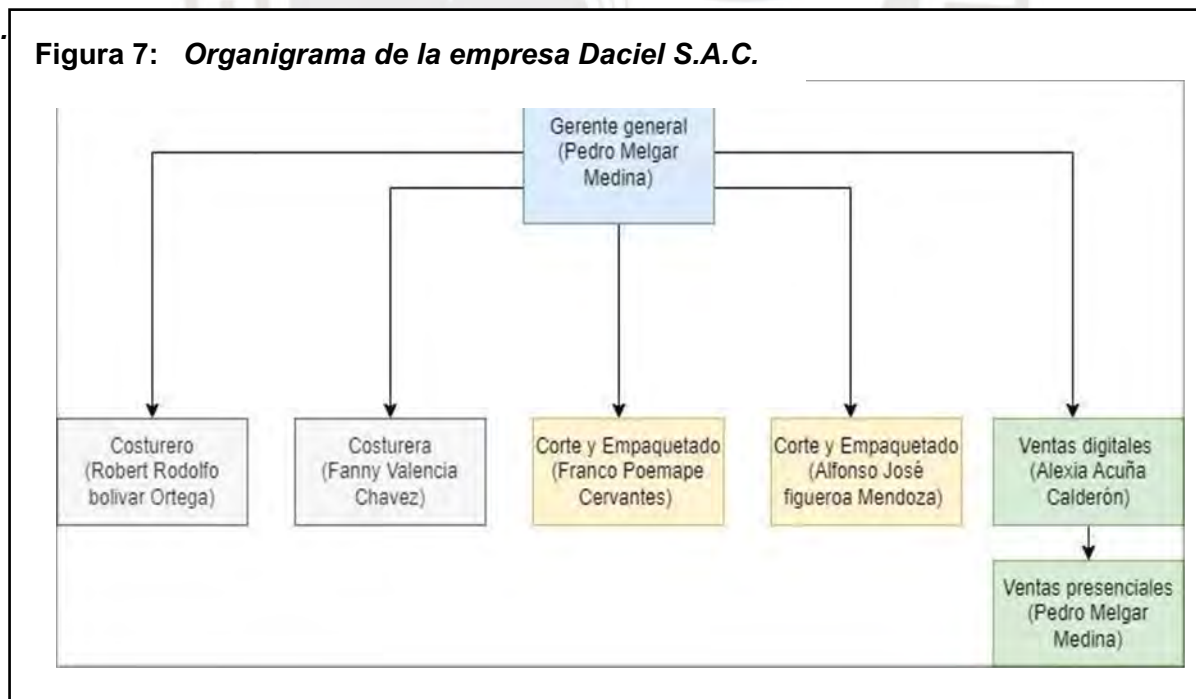 .
Figura 7: Organigrama de la empresa Daciel S.A.C.
Gerente general
(Pedro Melgar
Medina)
Costurero
(Robert Rodolfo
bolivar Ortega)
Costurera
(Fanny Valencia
Chavez)
Corte y Empaquetado
(Franco Poemape
Cervantes)
Corte y Empaquetado
(Alfonso José
figueroa Mendoza)
Ventas digitales
(Alexia Acuña
Calderón)
Ventas presenciales
(Pedro Melgar
Medina)